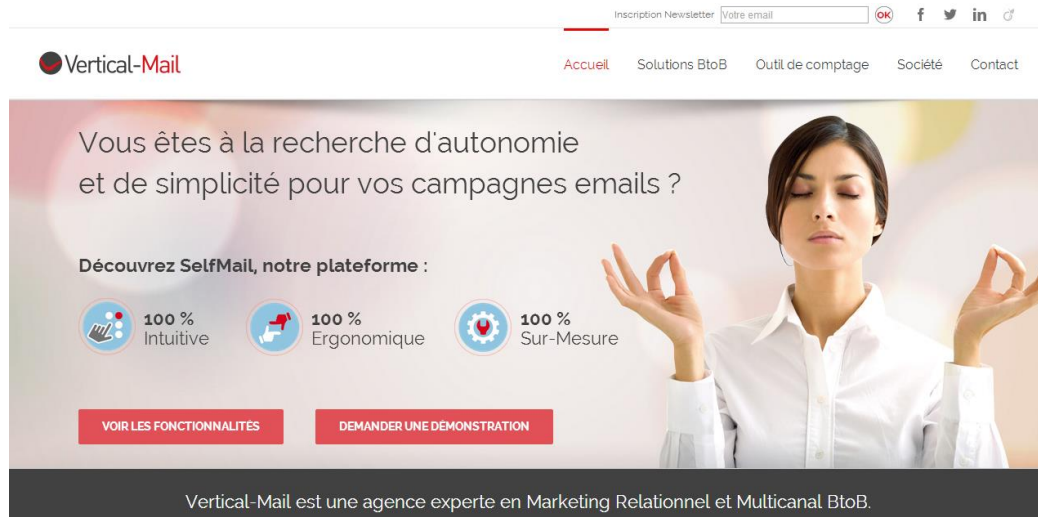 Inscription Newsletter Votre email OK
Vertical-Mail
Accueil Solutions BtoB Outil de comptage Société Contact
Vous êtes à la recherche d'autonomie
et de simplicité pour vos campagnes emails ?
Découvrez SelfMail, notre plateforme :
100 % Intuitive
100 % Ergonomique
100 % Sur-Mesure
VOIR LES FONCTIONNALITÉS DEMANDER UNE DÉMONSTRATION
Vertical-Mail est une agence experte en Marketing Relationnel et Multicanal BtoB.